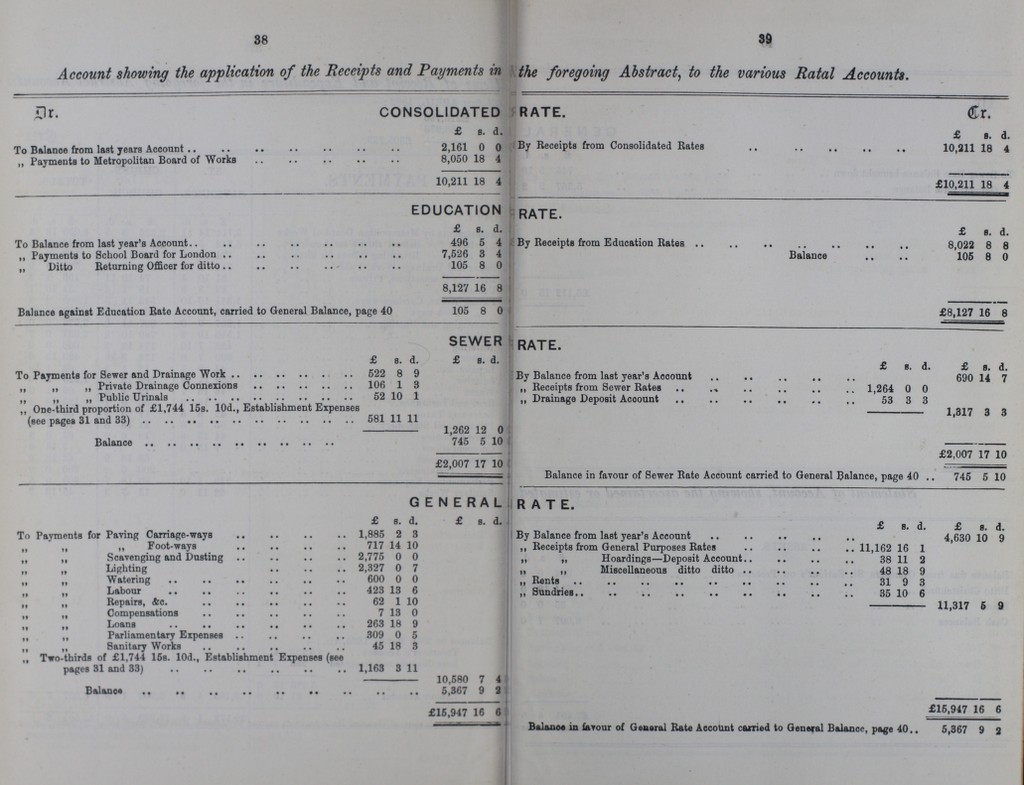 38
Account showing the application of the Receipts and Payments in
Dr. CONSOLIDATED
£ s. d.
To Balance from last years Account .. .. .. .. .. .. .. 2,161 0 0
„ Payments to Metropolitan Board of Works .. .. .. .. .. 8,050 18 4
10,211 18 4
EDUCATION
£ s. d.
To Balance from last year's Account.. .. .. .. .. .. .. 496 5 4
„ Payments to School Board for London .. .. .. .. .. .. 7,526 3 4
„ Ditto Returning Officer for ditto .. .. .. .. .. .. 105 8 0
8,127 16 8
Balance against Education Rate Account, carried to General Balance, page 40 105 8 0
SEWER
£ s. d. £ s. d.
To Payments for Sewer and Drainage Work .. .. .. .. .. .. 522 8 9
„ „ „ Private Drainage Connexions .. .. .. .. .. 106 1 3
„ „ „ Public Urinals .. .. .. .. .. .. .. .. 52 10 1
„ One-third proportion of £1,744 15s. 10d., Establishment Expenses
(see pages 31 and 33) .. .. .. .. .. .. .. .. .. .. 581 11 11
1,262 12 0
Balance .. .. .. .. .. .. .. .. .. 745 5 10
£2,007 17 10
GENERAL
£ s. d. £ s. d.
To Payments for Paving Carriage-ways .. .. .. .. 1,885 2 3
„ „ „ Foot-ways .. .. .. .. 717 14 10
„ „ Scavenging and Dusting .. .. .. .. 2,775 0 0
„ „ Lighting .. .. .. .. .. 2,327 0 7
„ „ Watering .. .. .. .. .. .. 600 0 0
„ „ Labour .. .. .. .. .. .. 423 13 6
„ „ Repairs, &c. .. .. .. .. .. 62 1 10
„ „ Compensations .. .. .. .. .. 7 13 0
„ „ Loans .. .. .. .. .. .. 263 18 9
„ „ Parliamentary Expenses .. .. .. .. 309 0 5
„ „ Sanitary Works .. .. .. .. .. 45 18 3
„ Two-thirds of £1,744 15s. 10d., Establishment Expenses (see
pages 31 and 33) .. .. .. .. .. .. 1,163 3 11
10,580 7 4
Balance .. .. .. .. .. .. .. .. .. 5,367 9 2
£15,947 16 6
39
the foregoing Abstract, to the various Ratal Accounts.
RATE. Cr.
£ s. d.
By Receipts from Consolidated Rates .. .. .. .. .. 10,211 18 4
£10,211 18 4
RATE.
£ s. d.
By Receipts from Education Rates .. .. .. .. .. .. .. 8,022 8 8
Balance .. .. 105 8 0
£8,127 16 8
RATE.
£ s. d. £ s. d.
By Balance from last year's Account .. .. .. .. .. 690 14 7
„ Receipts from Sewer Rates .. .. .. .. .. .. 1,264 0 0
„ Drainage Deposit Account .. .. .. .. .. .. 53 3 3
1,317 3 3
£2,007 17 10
Balance in favour of Sewer Rate Account carried to General Balance, page 40 .. 745 5 10
RATE.
£ s. d. £ s. d.
By Balance from last year's Account .. .. .. .. .. 4,630 10 9
„ Receipts from General Purposes Rates .. .. .. .. 11,162 16 1
„ „ Hoardings—Deposit Account.. .. .. .. 38 11 2
„ „ Miscellaneous ditto ditto .. .. .. .. 48 18 9
„ Rents .. .. .. .. .. .. .. .. .. 31 9 3
„ Sundries.. .. .. .. .. .. .. .. .. 35 10 6
11,317 5 9
£15,947 16 6
Balance in favour of General Rate Account carried to General Balance, page 40.. 5,367 9 2